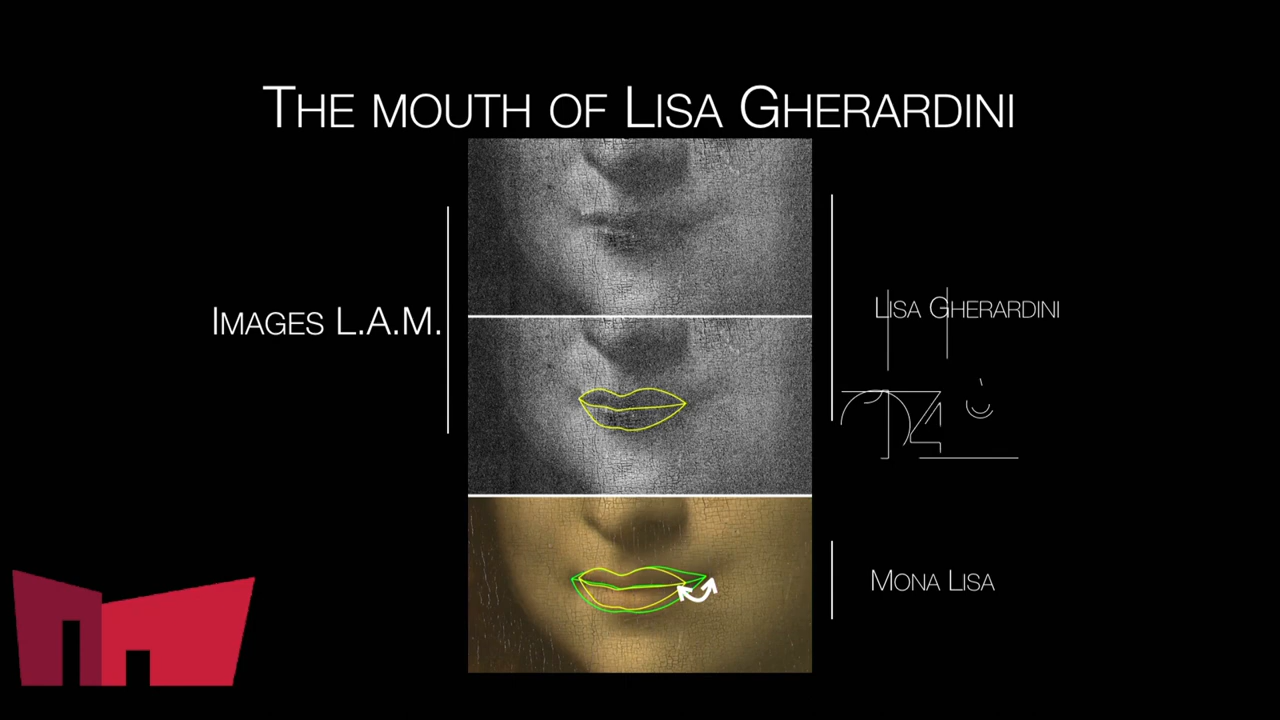 THE MOUTH OF LISA GHERARDINI
IMAGES L.A.M.
LISA GHERARDINI
MONA LISA